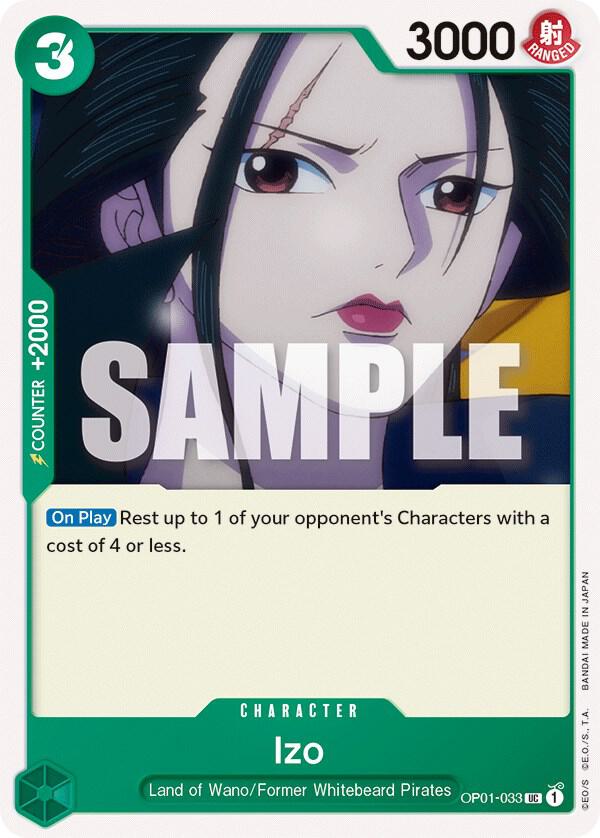 3
3000
射
RANGED
COUNTER +2000
SAMPLE
On Play Rest up to 1 of your opponent's Characters with a
cost of 4 or less.
CHARACTER
Izo
Land of Wano/Former Whitebeard Pirates
OP01-033 UC 1
©E.O/S ©E.O./S., T.A. BANDAI MADE IN JAPAN